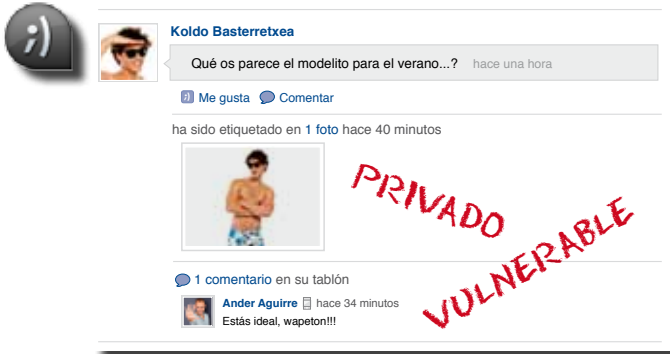 ;)
Koldo Basterretxea
Qué os parece el modelito para el verano...? hace una hora
Me gusta Comentar
ha sido etiquetado en 1 foto hace 40 minutos
PRIVADO
VULNERABLE
1 comentario en su tablón
Ander Aguirre hace 34 minutos
Estás ideal, wapeton!!!